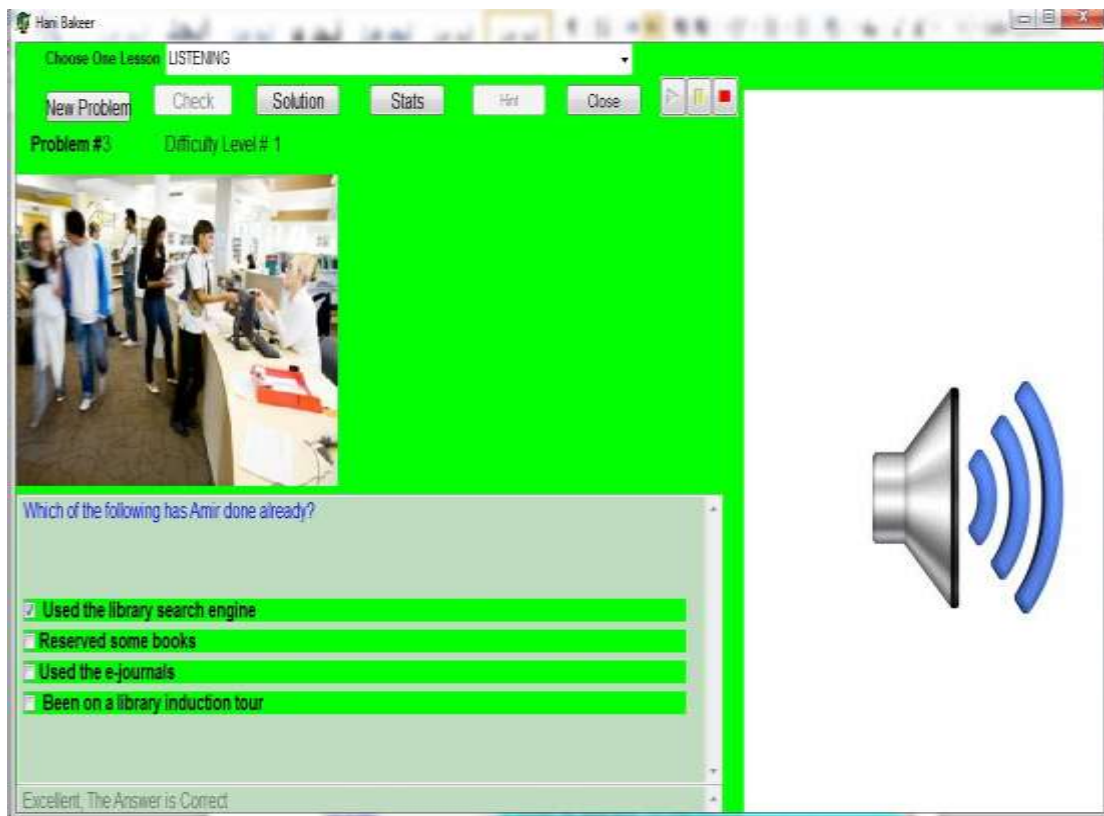 Hani Bakeer
Choose One Lesson LISTENING
New Problem Check Solution Stats Hint Close
Problem #3 Difficulty Level # 1
Which of the following has Amir done already?
Used the library search engine
Reserved some books
Used the e-journals
Been on a library induction tour
Excellent, The Answer is Correct